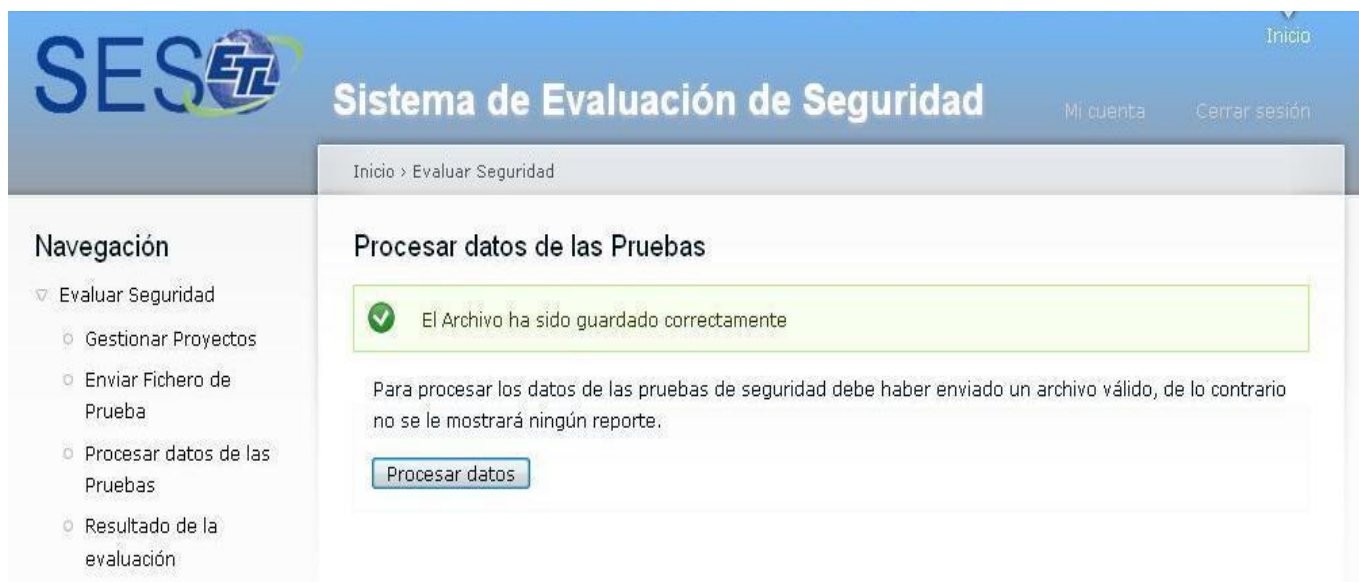 SES ETL
Inicio
Sistema de Evaluación de Seguridad
Mi cuenta
Cerrar sesión
Inicio › Evaluar Seguridad
Navegación
Evaluar Seguridad
Gestionar Proyectos
Enviar Fichero de
Prueba
Procesar datos de las
Pruebas
Resultado de la
evaluación
Procesar datos de las Pruebas
El Archivo ha sido guardado correctamente
Para procesar los datos de las pruebas de seguridad debe haber enviado un archivo válido, de lo contrario
no se le mostrará ningún reporte.
Procesar datos